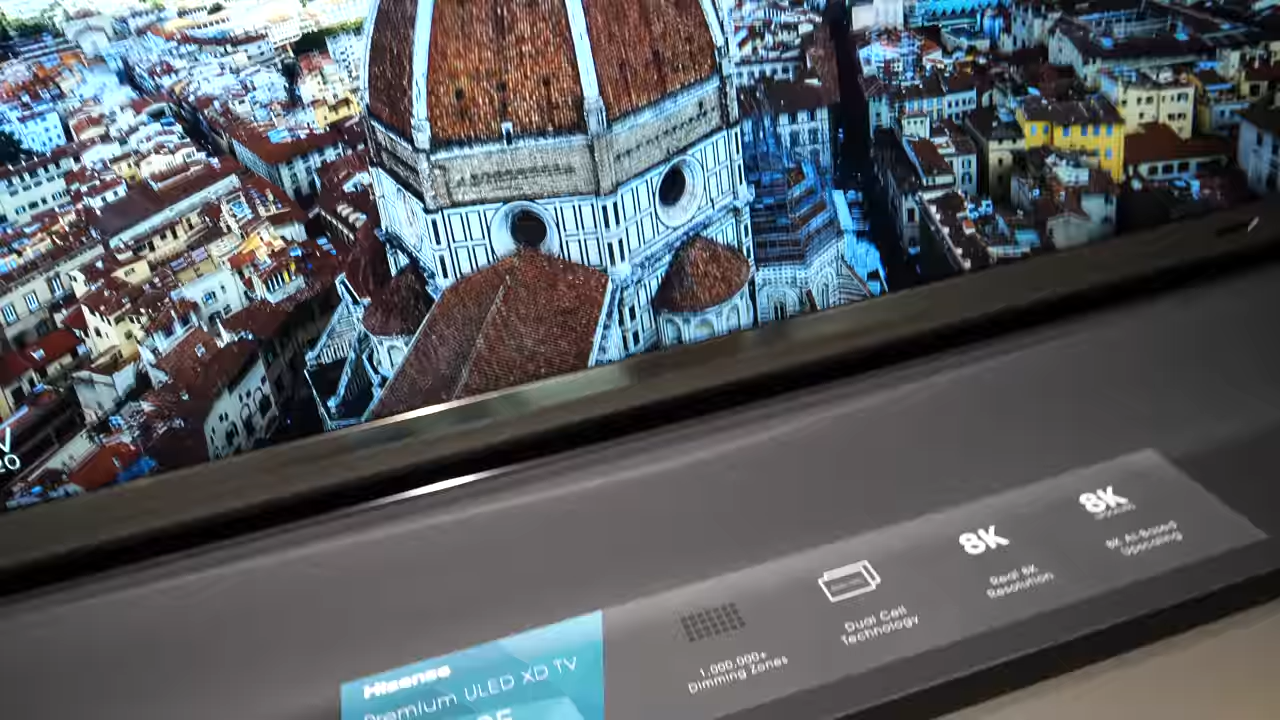 Hisense
Premium ULED XD TV
1,000,000+
Dimming Zones
Dual Cell
Technology
8K
Real 8K
Resolution
8K
8K AI-Based
Upscaling